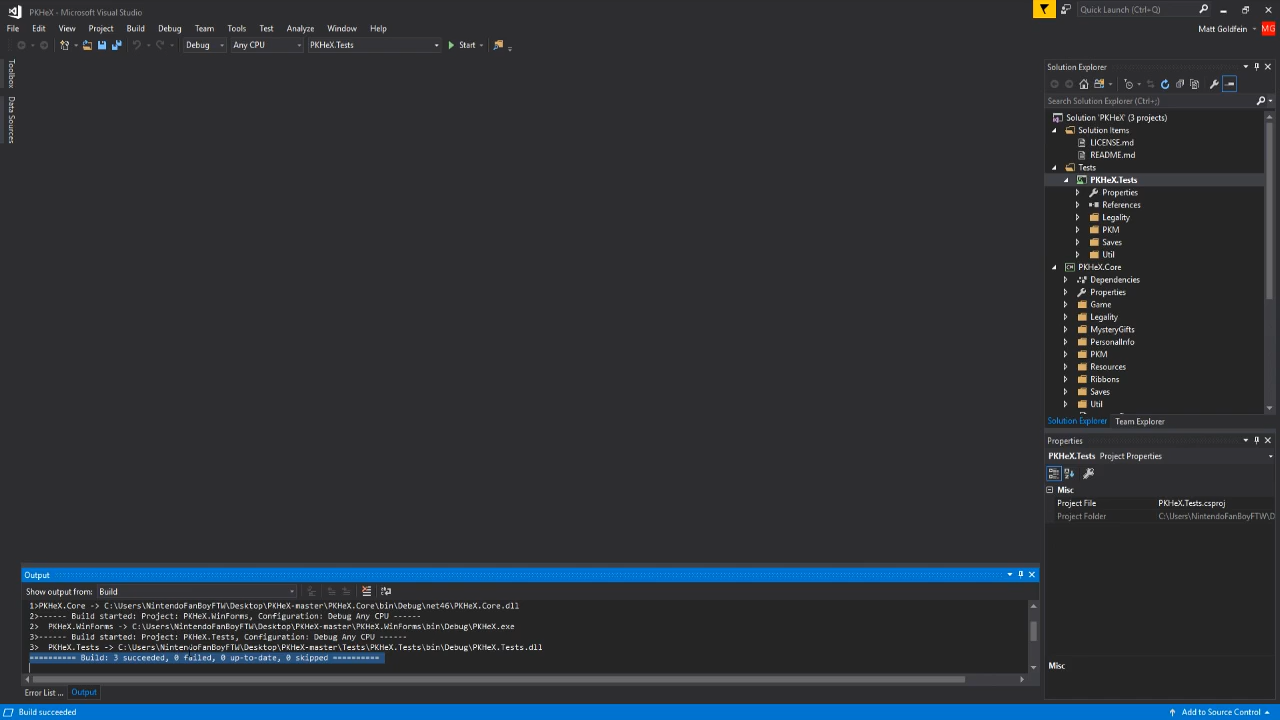 PKHeX - Microsoft Visual Studio
Quick Launch (Ctrl+Q)
File Edit View Project Build Debug Team Tools Test Analyze Window Help
Matt Goldfein MG
Debug Any CPU PKHeX.Tests Start
Toolbox
Data Sources
Solution Explorer
Search Solution Explorer (Ctrl+;)
Solution 'PKHeX' (3 projects)
Solution Items
LICENSE.md
README.md
Tests
PKHeX.Tests
Properties
References
Legality
PKM
Saves
Util
PKHeX.Core
Dependencies
Properties
Game
Legality
MysteryGifts
PersonalInfo
PKM
Resources
Ribbons
Saves
Util
Solution Explorer Team Explorer
Properties
PKHeX.Tests Project Properties
Misc
Project File PKHeX.Tests.csproj
Project Folder C:\Users\NintendoFanBoyFTW\D
Misc
Output
Show output from: Build
1>PKHeX.Core -> C:\Users\NintendoFanBoyFTW\Desktop\PKHeX-master\PKHeX.Core\bin\Debug\net46\PKHeX.Core.dll
2>------ Build started: Project: PKHeX.WinForms, Configuration: Debug Any CPU ------
2> PKHeX.WinForms -> C:\Users\NintendoFanBoyFTW\Desktop\PKHeX-master\PKHeX.WinForms\bin\Debug\PKHeX.exe
3>------ Build started: Project: PKHeX.Tests, Configuration: Debug Any CPU ------
3> PKHeX.Tests -> C:\Users\NintendoFanBoyFTW\Desktop\PKHeX-master\Tests\PKHeX.Tests\bin\Debug\PKHeX.Tests.dll
========== Build: 3 succeeded, 0 failed, 0 up-to-date, 0 skipped ==========
Error List ... Output
Build succeeded
Add to Source Control